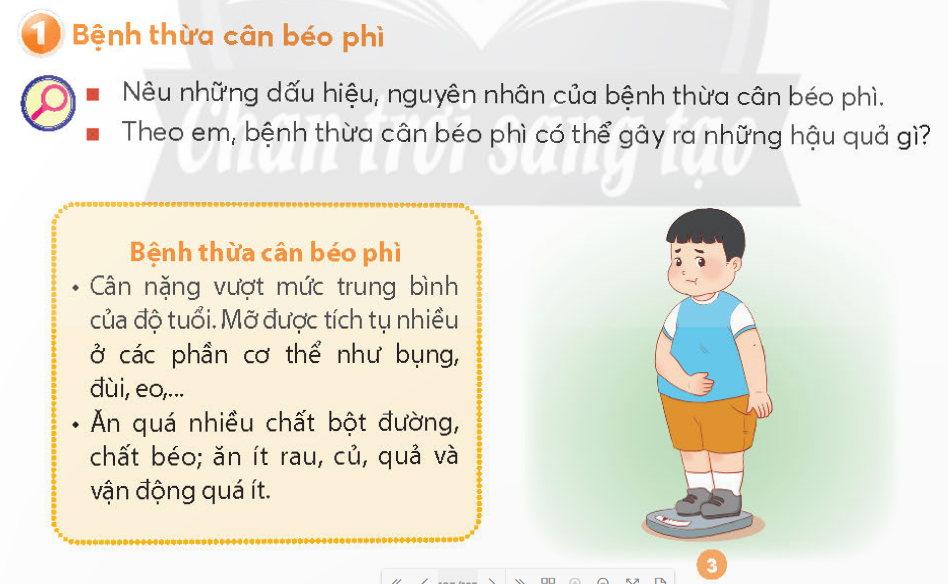 1 Bệnh thừa cân béo phì
Nêu những dấu hiệu, nguyên nhân của bệnh thừa cân béo phì.
Theo em, bệnh thừa cân béo phì có thể gây ra những hậu quả gì?
Chân trời sáng tạo
Bệnh thừa cân béo phì
• Cân nặng vượt mức trung bình
của độ tuổi. Mỡ được tích tụ nhiều
ở các phần cơ thể như bụng,
đùi, eo,...
• Ăn quá nhiều chất bột đường,
chất béo; ăn ít rau, củ, quả và
vận động quá ít.
3